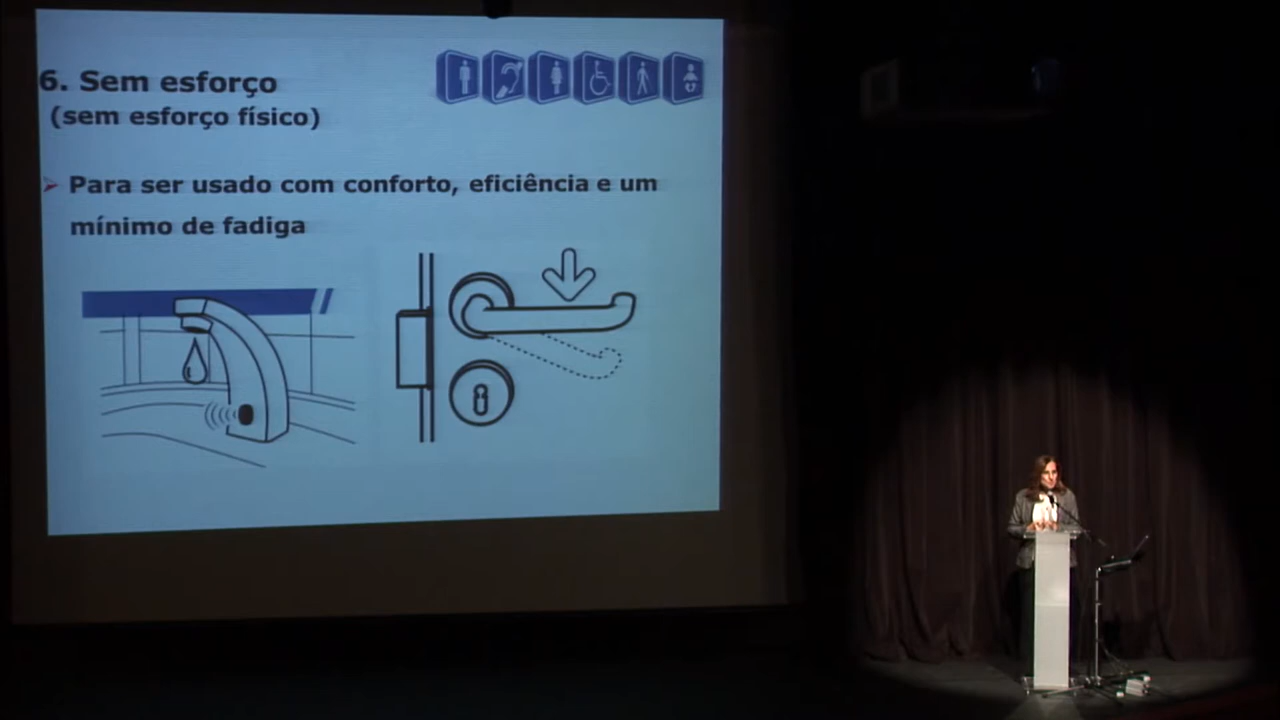 6. Sem esforço
(sem esforço físico)
Para ser usado com conforto, eficiência e um
mínimo de fadiga